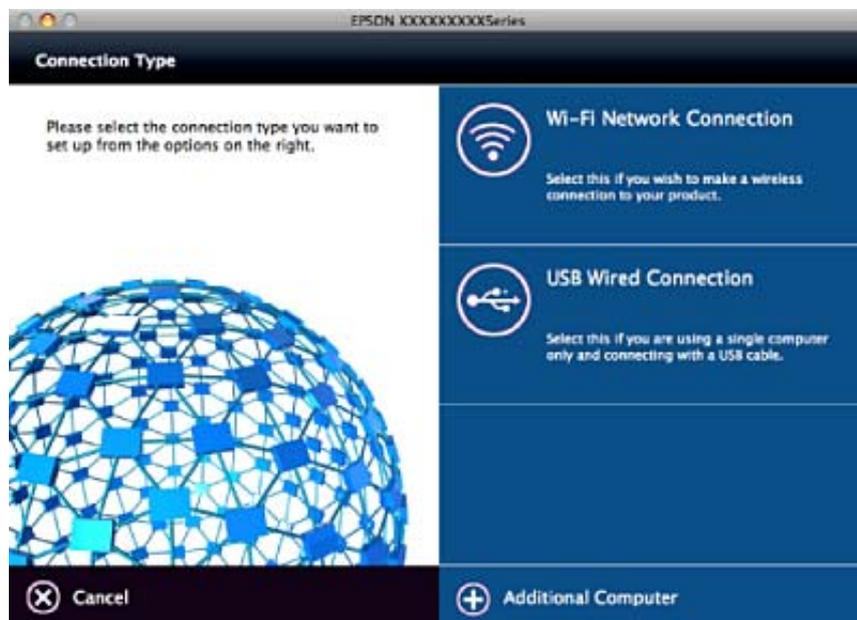 EPSON XXXXXXXXXSeries
Connection Type
Please select the connection type you want to
set up from the options on the right.
Wi-Fi Network Connection
Select this if you wish to make a wireless
connection to your product.
USB Wired Connection
Select this if you are using a single computer
only and connecting with a USB cable.
Cancel
Additional Computer